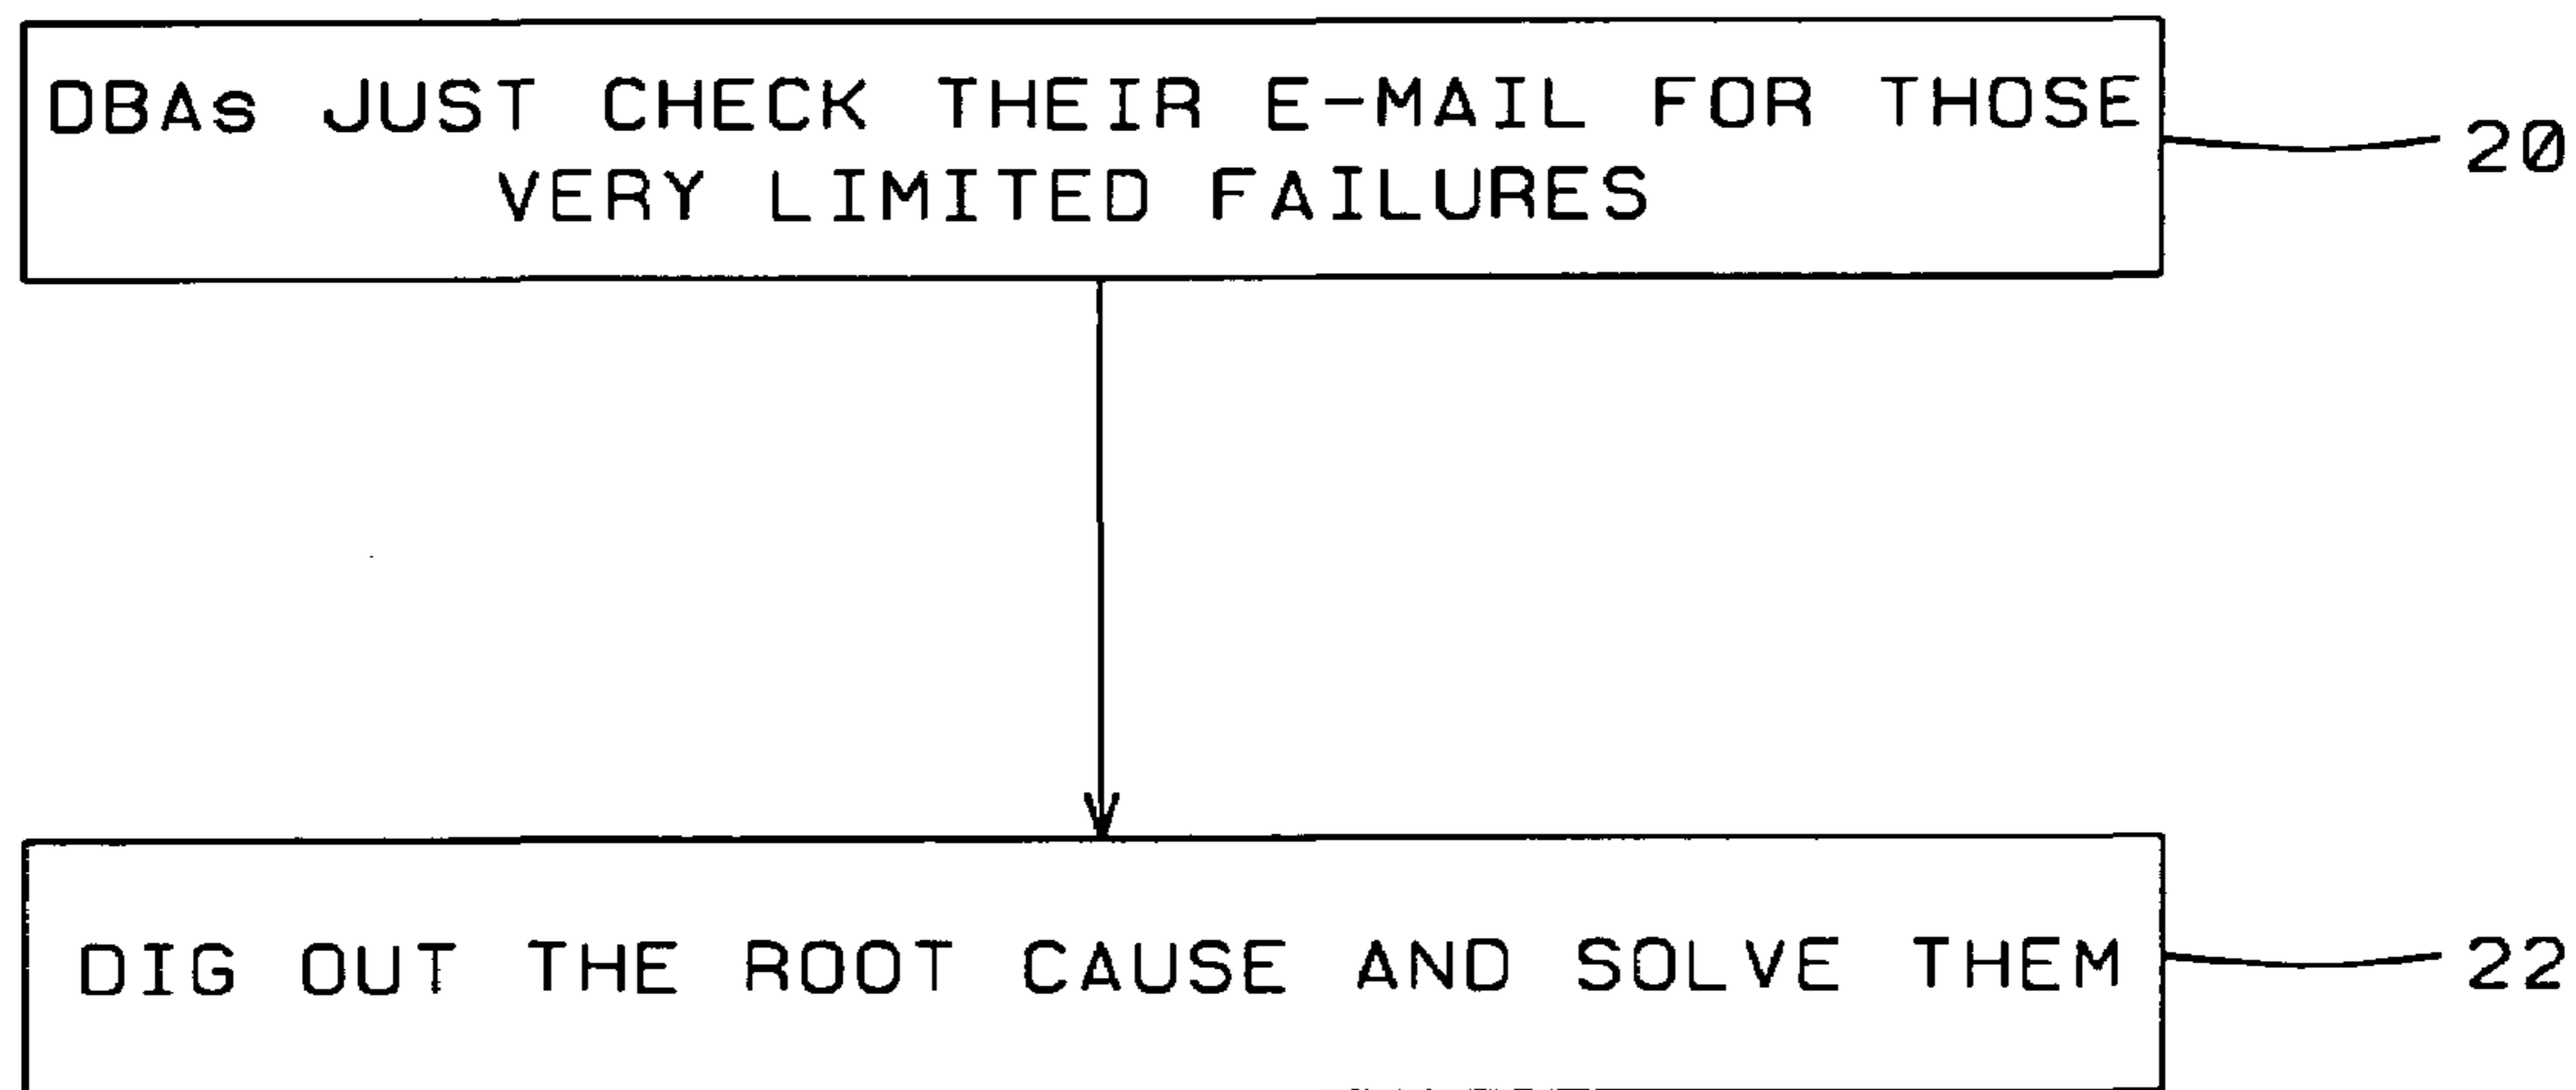 DBAs JUST CHECK THEIR E-MAIL FOR THOSE
VERY LIMITED FAILURES
20
DIG OUT THE ROOT CAUSE AND SOLVE THEM
22